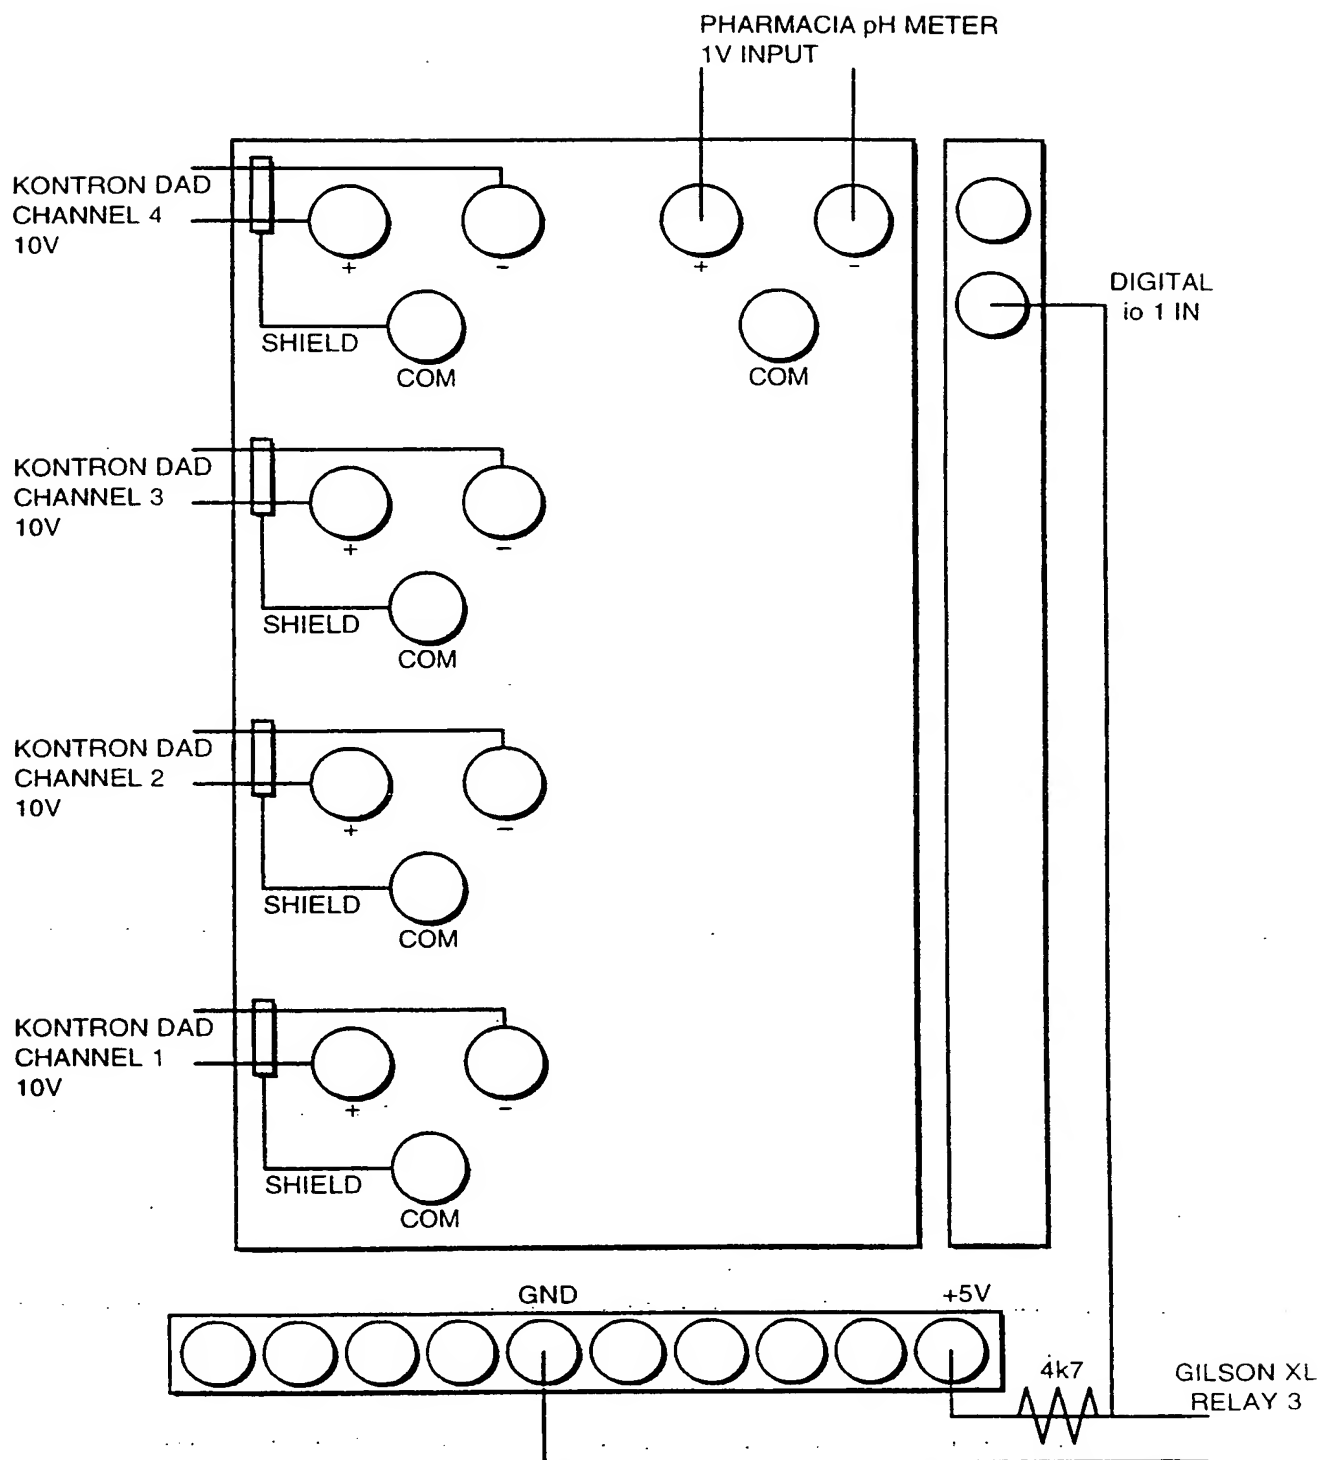 PHARMACIA pH METER
1V INPUT
KONTRON DAD
CHANNEL 4
10V
+
-
+
-
SHIELD
COM
COM
DIGITAL
io 1 IN
KONTRON DAD
CHANNEL 3
10V
+
-
SHIELD
COM
KONTRON DAD
CHANNEL 2
10V
+
-
SHIELD
COM
KONTRON DAD
CHANNEL 1
10V
+
-
SHIELD
COM
GND
+5V
4k7
GILSON XL
RELAY 3